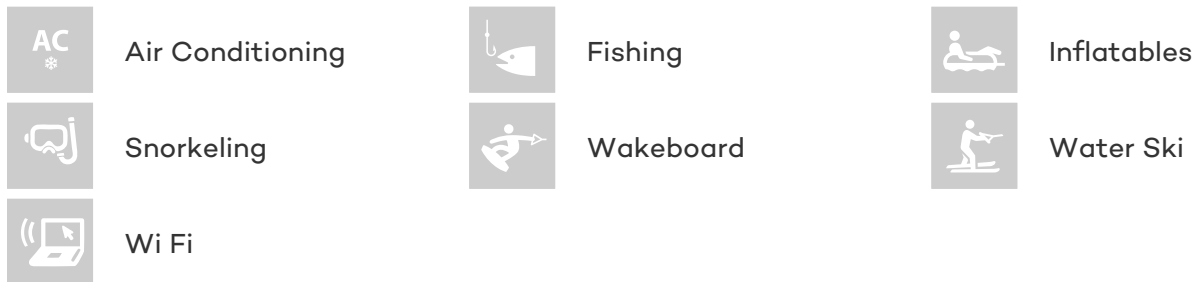 AC
Air Conditioning
Fishing
Inflatables
Snorkeling
Wakeboard
Water Ski
Wi Fi